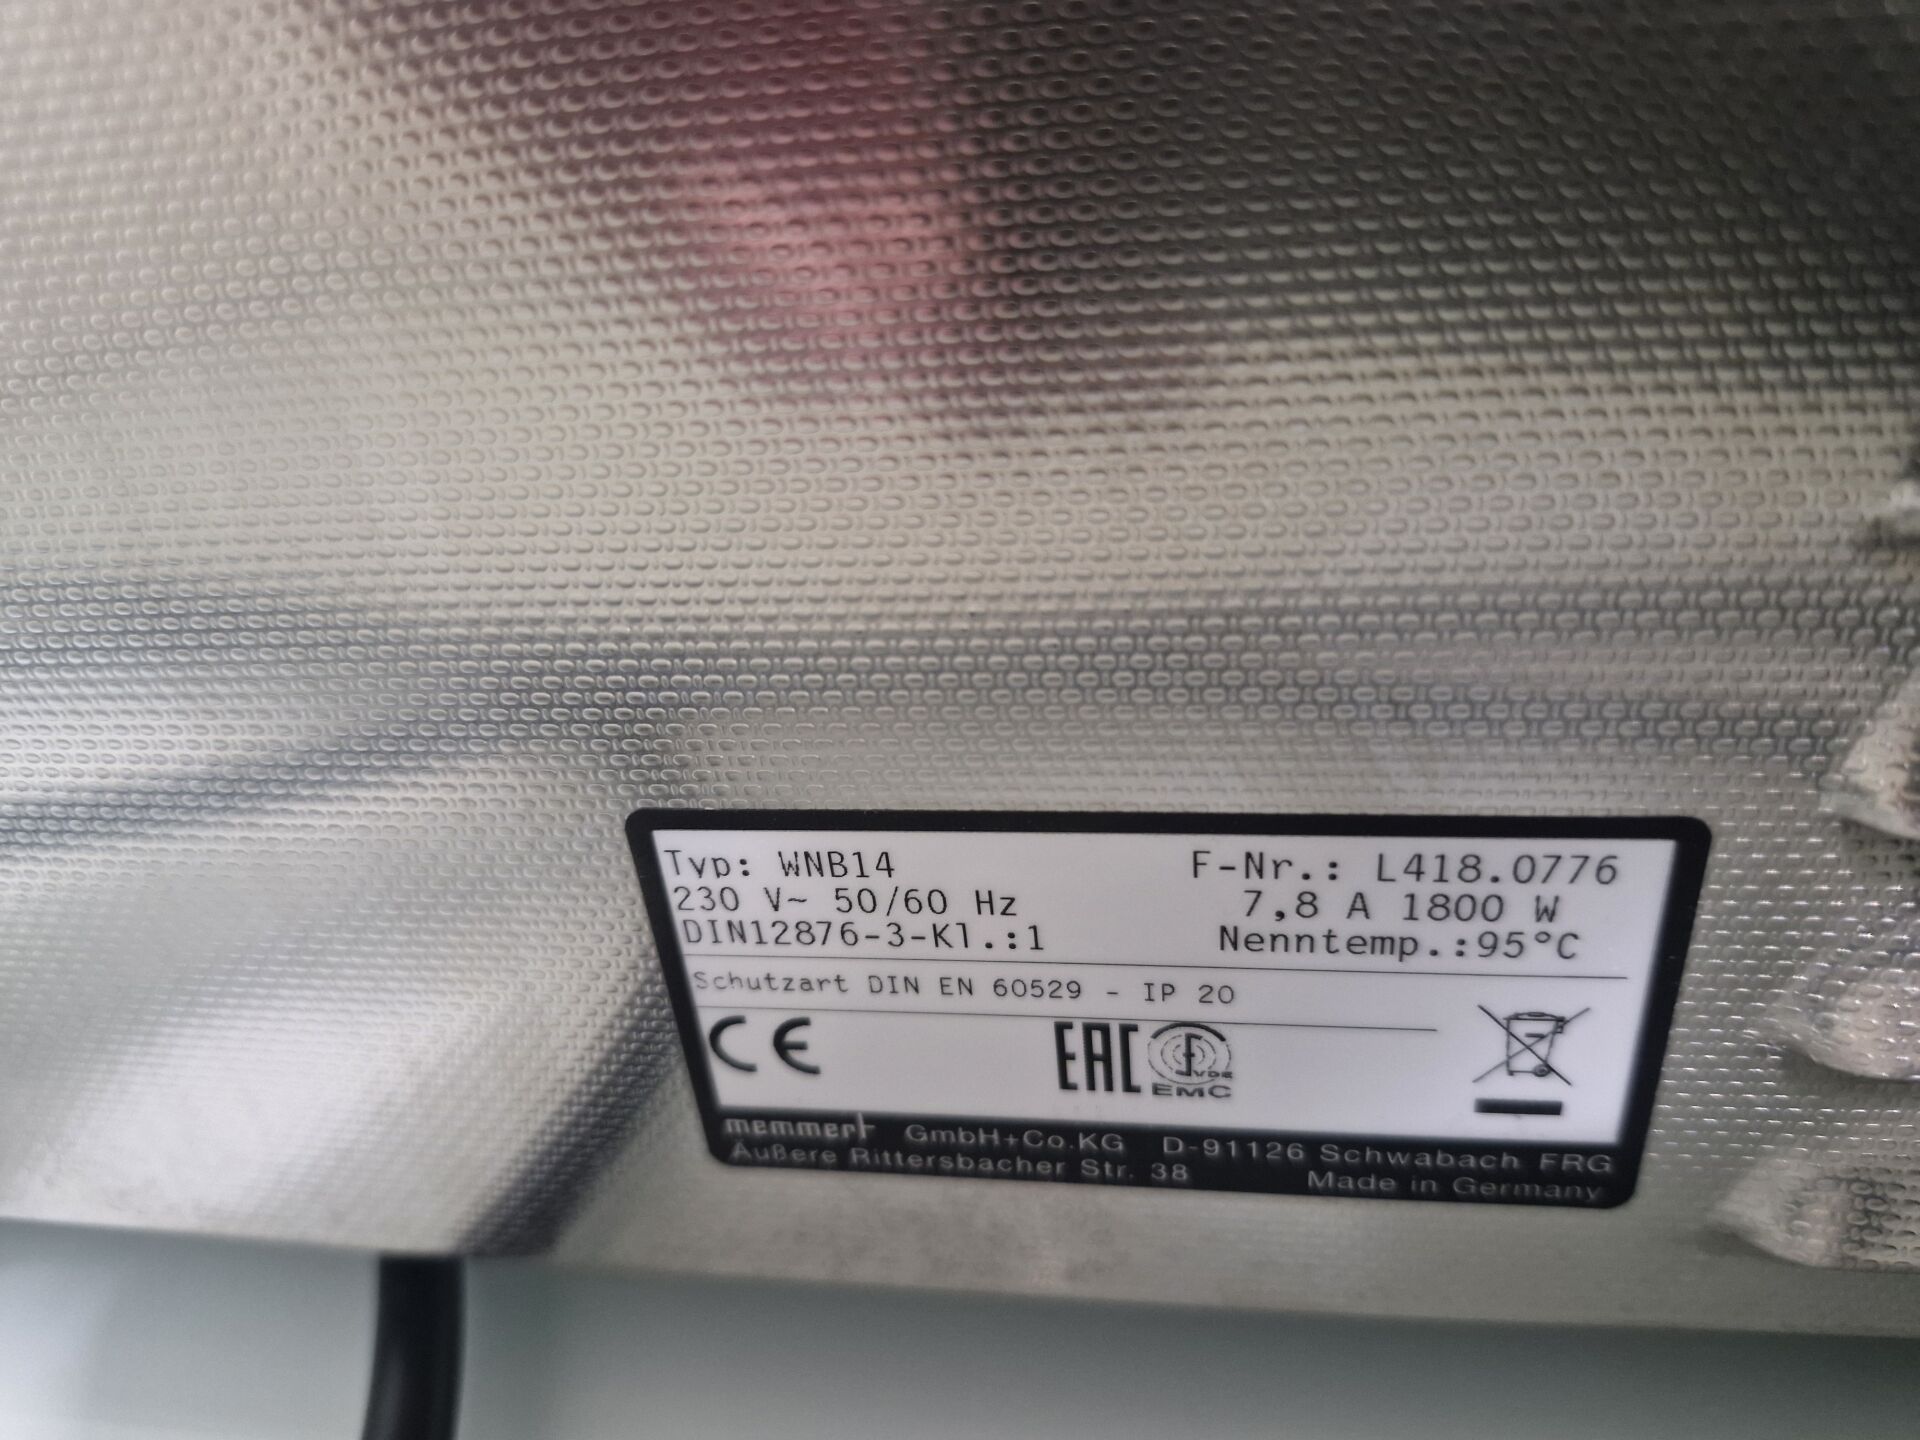 Typ: WNB14 F-Nr.: L418.0776
230 V~ 50/60 Hz 7,8 A 1800 W
DIN12876-3-Kl.:1 Nenntemp.:95°C
Schutzart DIN EN 60529 - IP 20
CE EAC VDE
EMC
memmert GmbH+Co.KG D-91126 Schwabach FRG
Äußere Rittersbacher Str. 38 Made in Germany